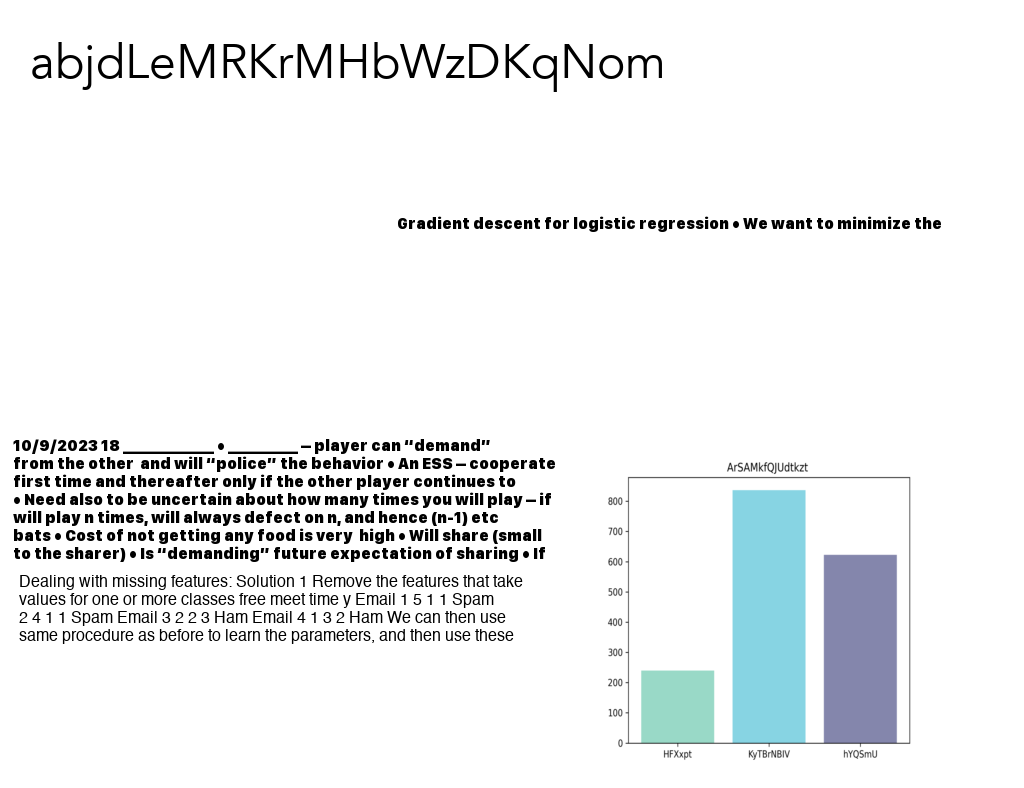 abjdLeMRKrMHbWzDKqNom
Gradient descent for logistic regression • We want to minimize the
10/9/2023 18 _____________ • __________ – player can “demand”
from the other and will “police” the behavior • An ESS – cooperate
first time and thereafter only if the other player continues to
• Need also to be uncertain about how many times you will play – if
will play n times, will always defect on n, and hence (n-1) etc
bats • Cost of not getting any food is very high • Will share (small
to the sharer) • Is “demanding” future expectation of sharing • If
Dealing with missing features: Solution 1 Remove the features that take
values for one or more classes free meet time y Email 1 5 1 1 Spam
2 4 1 1 Spam Email 3 2 2 3 Ham Email 4 1 3 2 Ham We can then use
same procedure as before to learn the parameters, and then use these
ArSAMkfQJUdtkzt
800
700
600
500
400
300
200
100
0
HFXxpt KyTBrNBIV hYQSmU